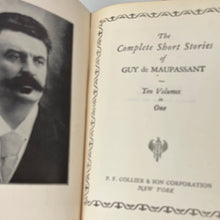 The
Complete Short Stories
of
GUY de MAUPASSANT
Ten Volumes
in
One
P. F. COLLIER & SON CORPORATION
NEW YORK